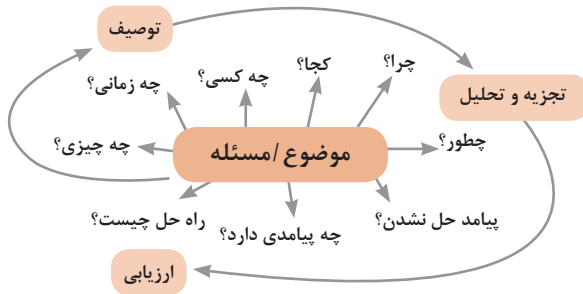 توصیف
چرا؟
کجا؟
چه کسی؟
چه زمانی؟
تجزیه و تحلیل
چطور؟
موضوع/مسئله
چه چیزی؟
پیامد حل نشدن؟
چه پیامدی دارد؟
راه حل چیست؟
ارزیابی